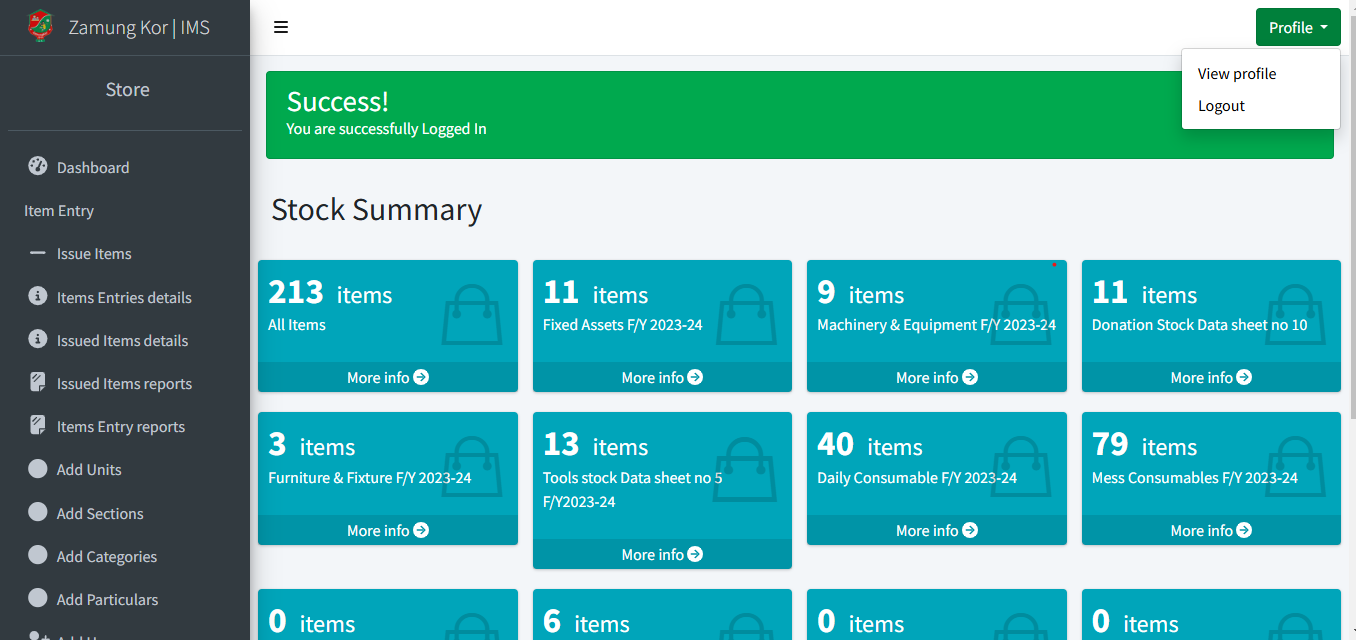 Zamung Kor | IMS
Profile
View profile
Logout
Store
Dashboard
Item Entry
Issue Items
Items Entries details
Issued Items details
Issued Items reports
Items Entry reports
Add Units
Add Sections
Add Categories
Add Particulars
Success!
You are successfully Logged In
Stock Summary
213 items
All Items
More info
11 items
Fixed Assets F/Y 2023-24
More info
9 items
Machinery & Equipment F/Y 2023-24
More info
11 items
Donation Stock Data sheet no 10
More info
3 items
Furniture & Fixture F/Y 2023-24
More info
13 items
Tools stock Data sheet no 5
F/Y2023-24
More info
40 items
Daily Consumable F/Y 2023-24
More info
79 items
Mess Consumables F/Y 2023-24
More info
0 items
6 items
0 items
0 items